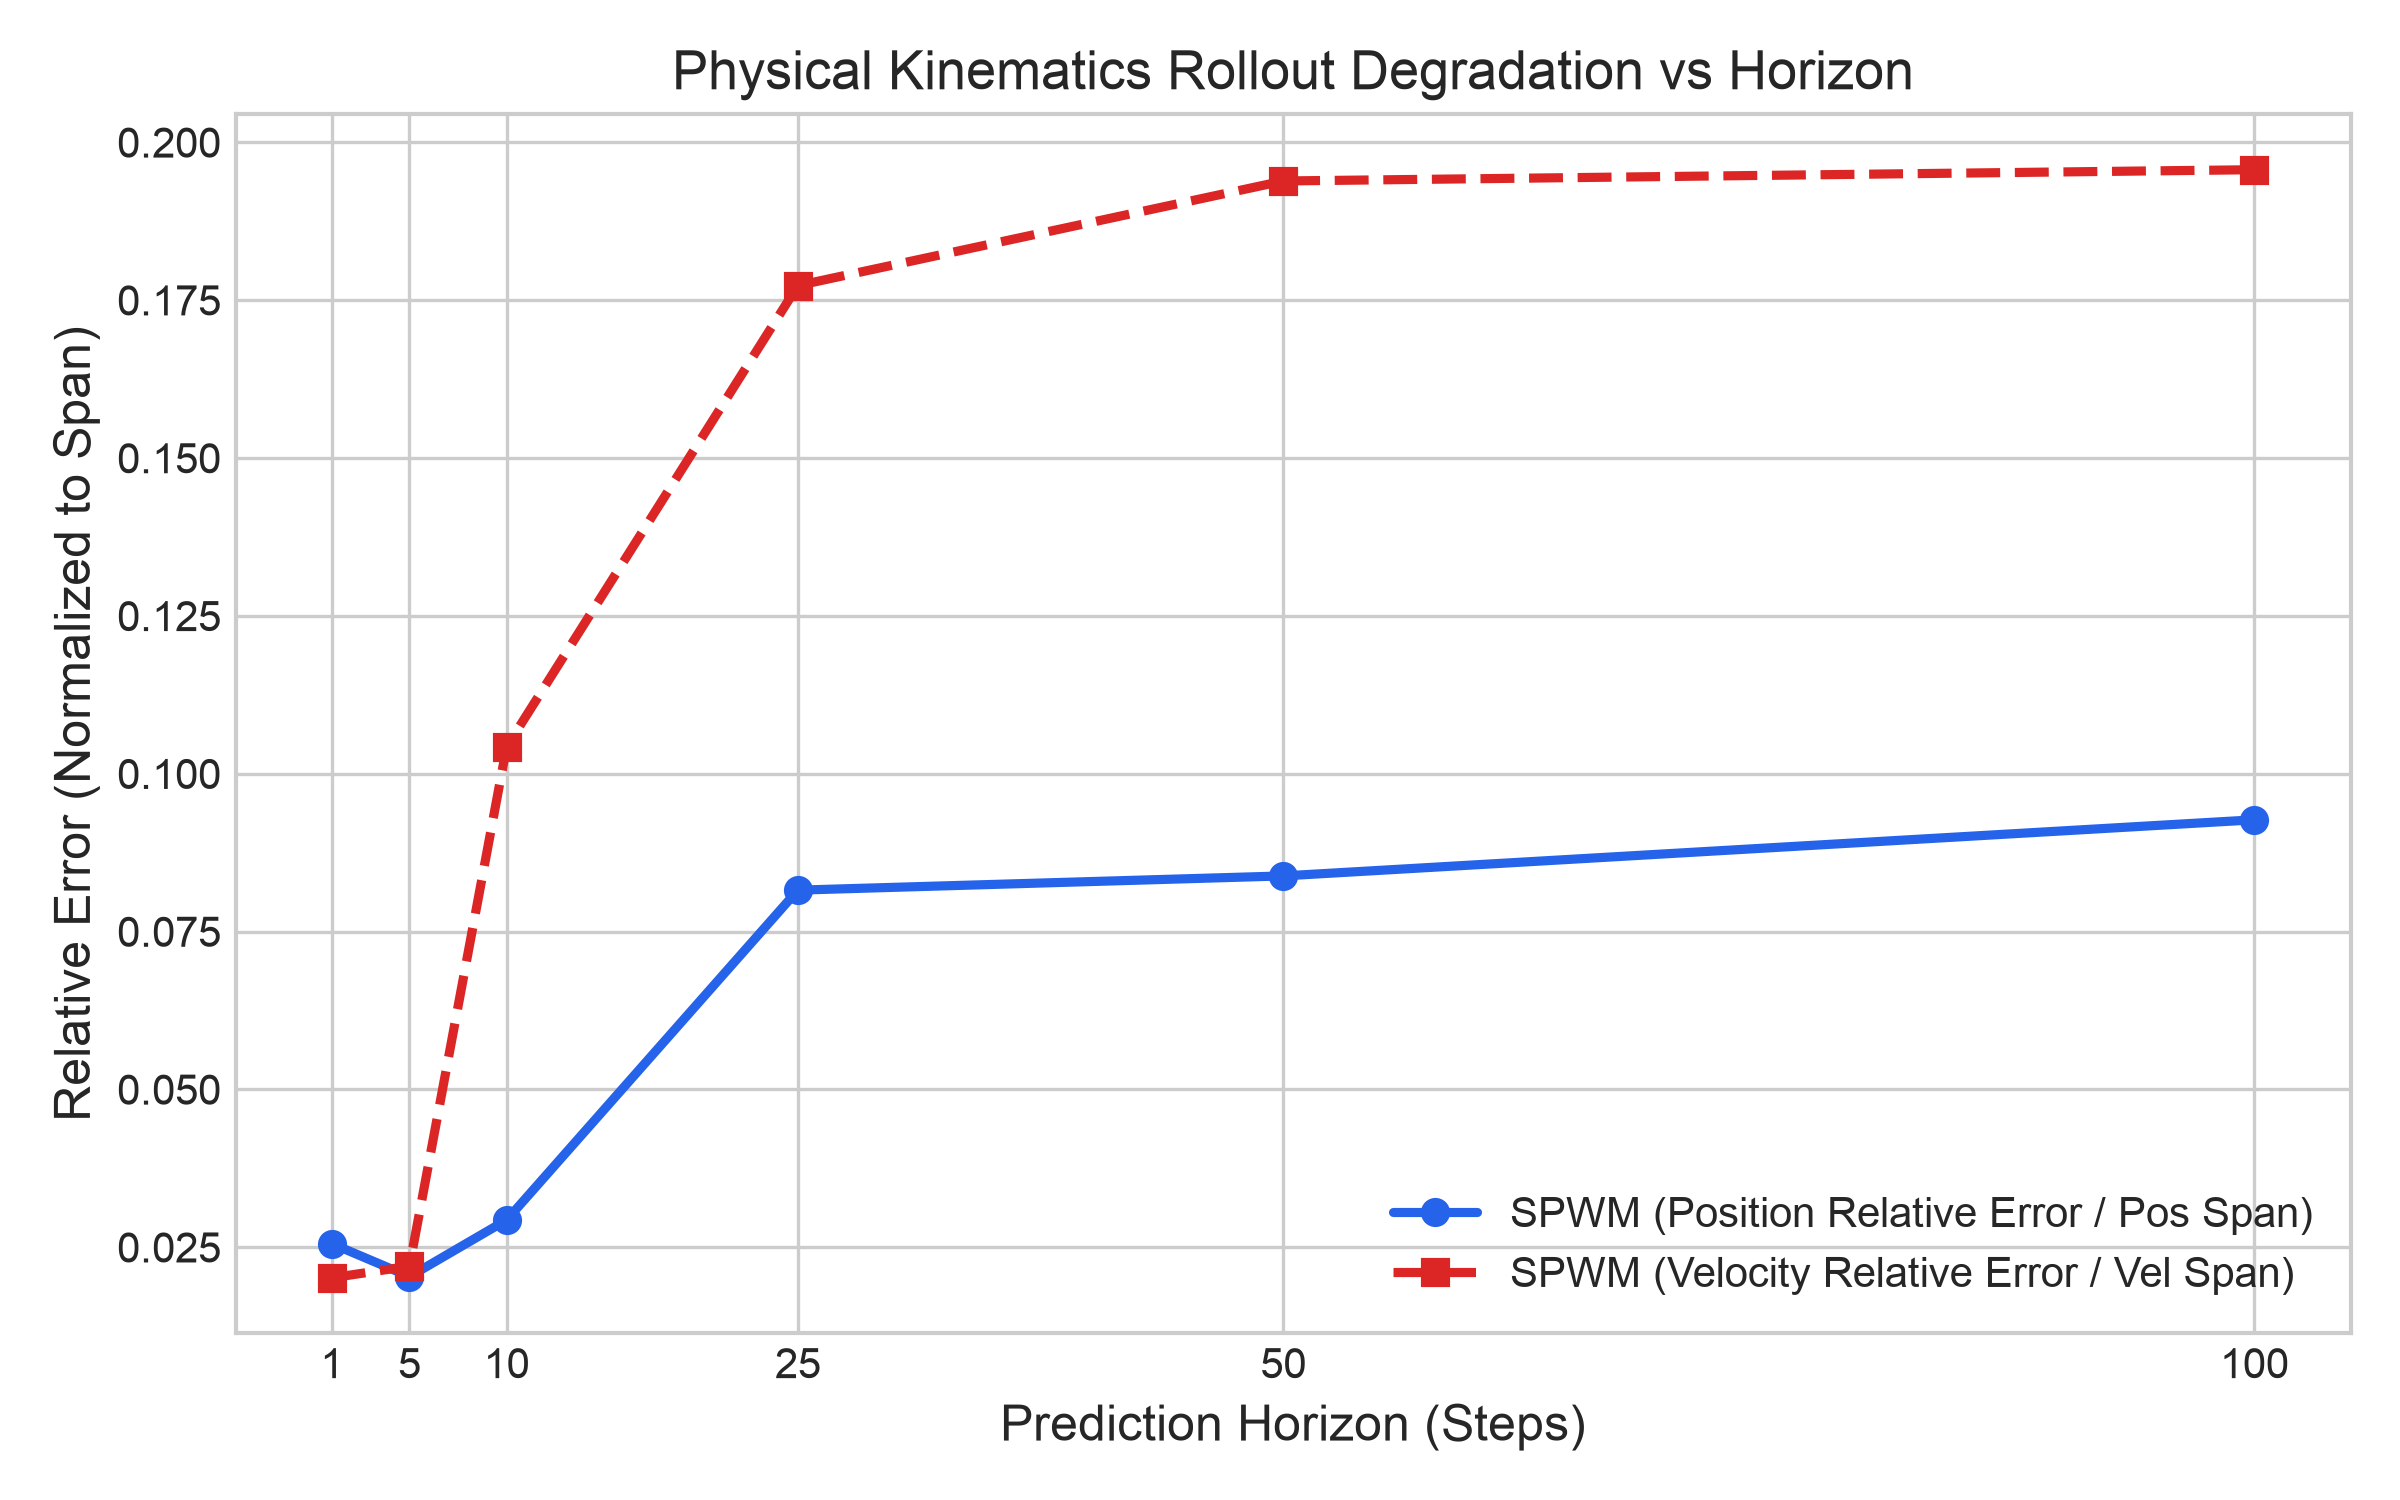 Physical Kinematics Rollout Degradation vs Horizon
Relative Error (Normalized to Span)
0.200
0.175
0.150
0.125
0.100
0.075
0.050
0.025
SPWM (Position Relative Error / Pos Span)
SPWM (Velocity Relative Error / Vel Span)
1 5 10 25 50 100
Prediction Horizon (Steps)